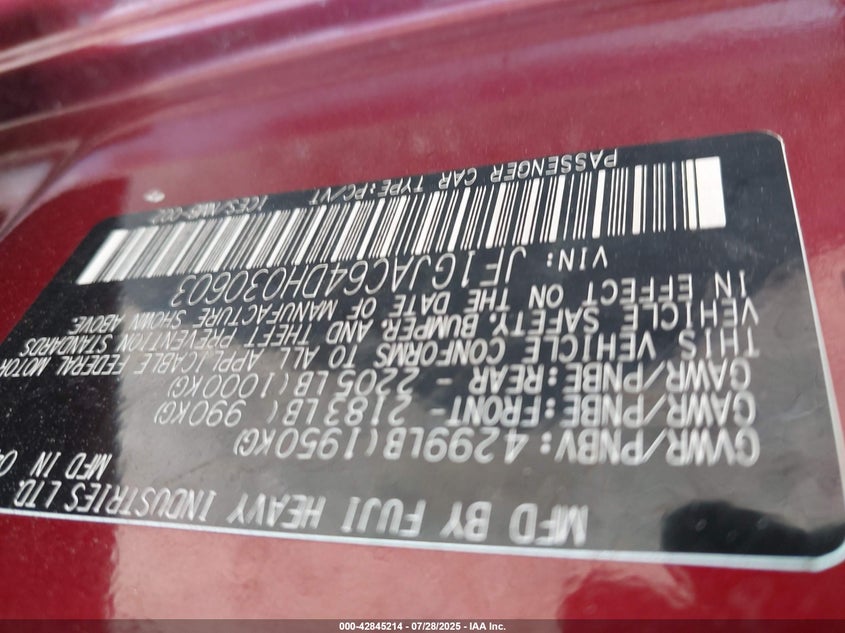 MFD BY FUJI HEAVY INDUSTRIES LTD.
MFD IN
GVWR/PNBV: 4299LB(1950KG)
GAWR/PNBE:FRONT- 2183LB( 990KG)
GAWR/PNBE:REAR - 2205LB(1000KG)
THIS VEHICLE CONFORMS TO ALL APPLICABLE FEDERAL MOTOR
VEHICLE SAFETY, BUMPER, AND THEFT PREVENTION STANDARDS
IN EFFECT ON THE DATE OF MANUFACTURE SHOWN ABOVE.
VIN: JF1GJAC64DH030603
PASSENGER CAR TYPE:PC/VT
000-42845214 | 07/28/2025 - IAA Inc.